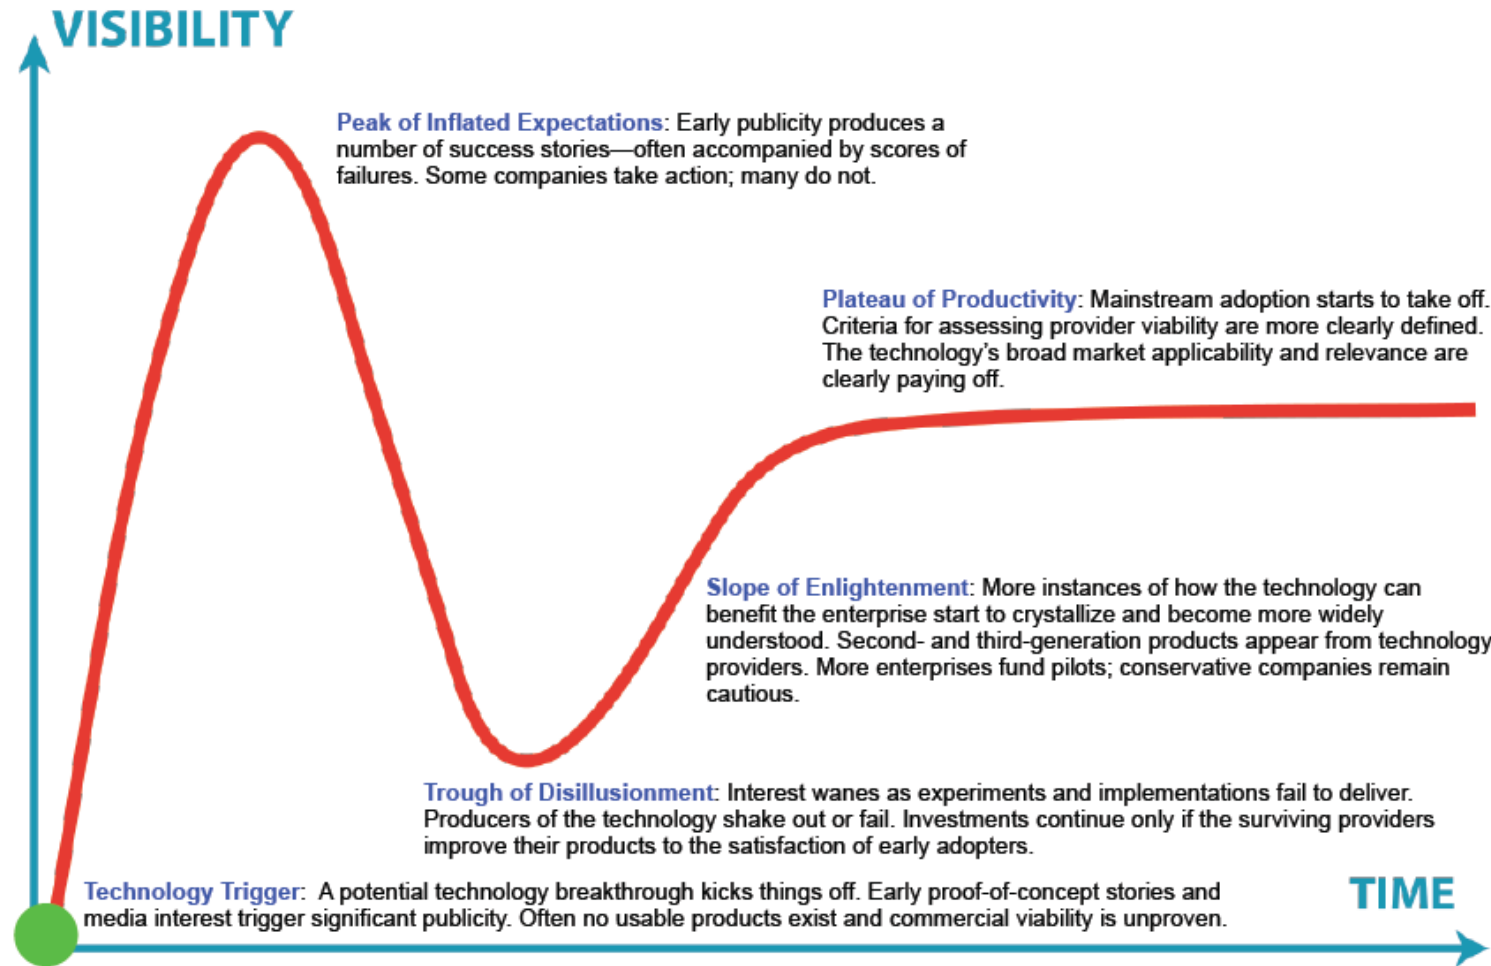 VISIBILITY
Peak of Inflated Expectations: Early publicity produces a
number of success stories—often accompanied by scores of
failures. Some companies take action; many do not.
Plateau of Productivity: Mainstream adoption starts to take off.
Criteria for assessing provider viability are more clearly defined.
The technology’s broad market applicability and relevance are
clearly paying off.
Slope of Enlightenment: More instances of how the technology can
benefit the enterprise start to crystallize and become more widely
understood. Second- and third-generation products appear from technology
providers. More enterprises fund pilots; conservative companies remain
cautious.
Trough of Disillusionment: Interest wanes as experiments and implementations fail to deliver.
Producers of the technology shake out or fail. Investments continue only if the surviving providers
improve their products to the satisfaction of early adopters.
Technology Trigger: A potential technology breakthrough kicks things off. Early proof-of-concept stories and
media interest trigger significant publicity. Often no usable products exist and commercial viability is unproven.
TIME